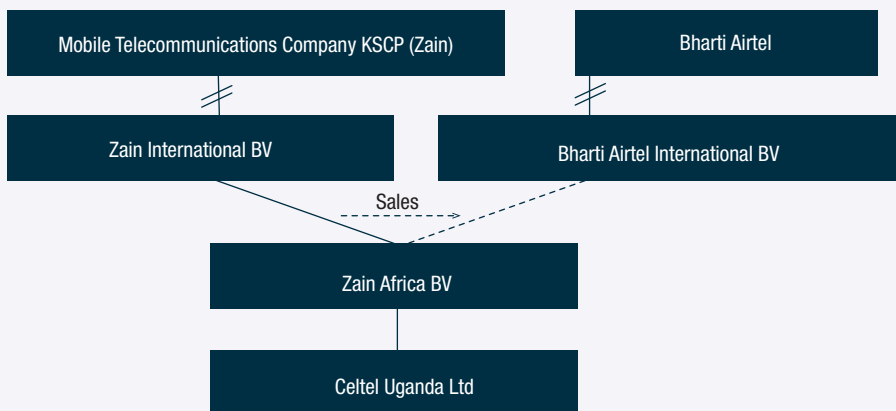 Mobile Telecommunications Company KSCP (Zain)
Bharti Airtel
Zain International BV
Bharti Airtel International BV
Sales
Zain Africa BV
Celtel Uganda Ltd